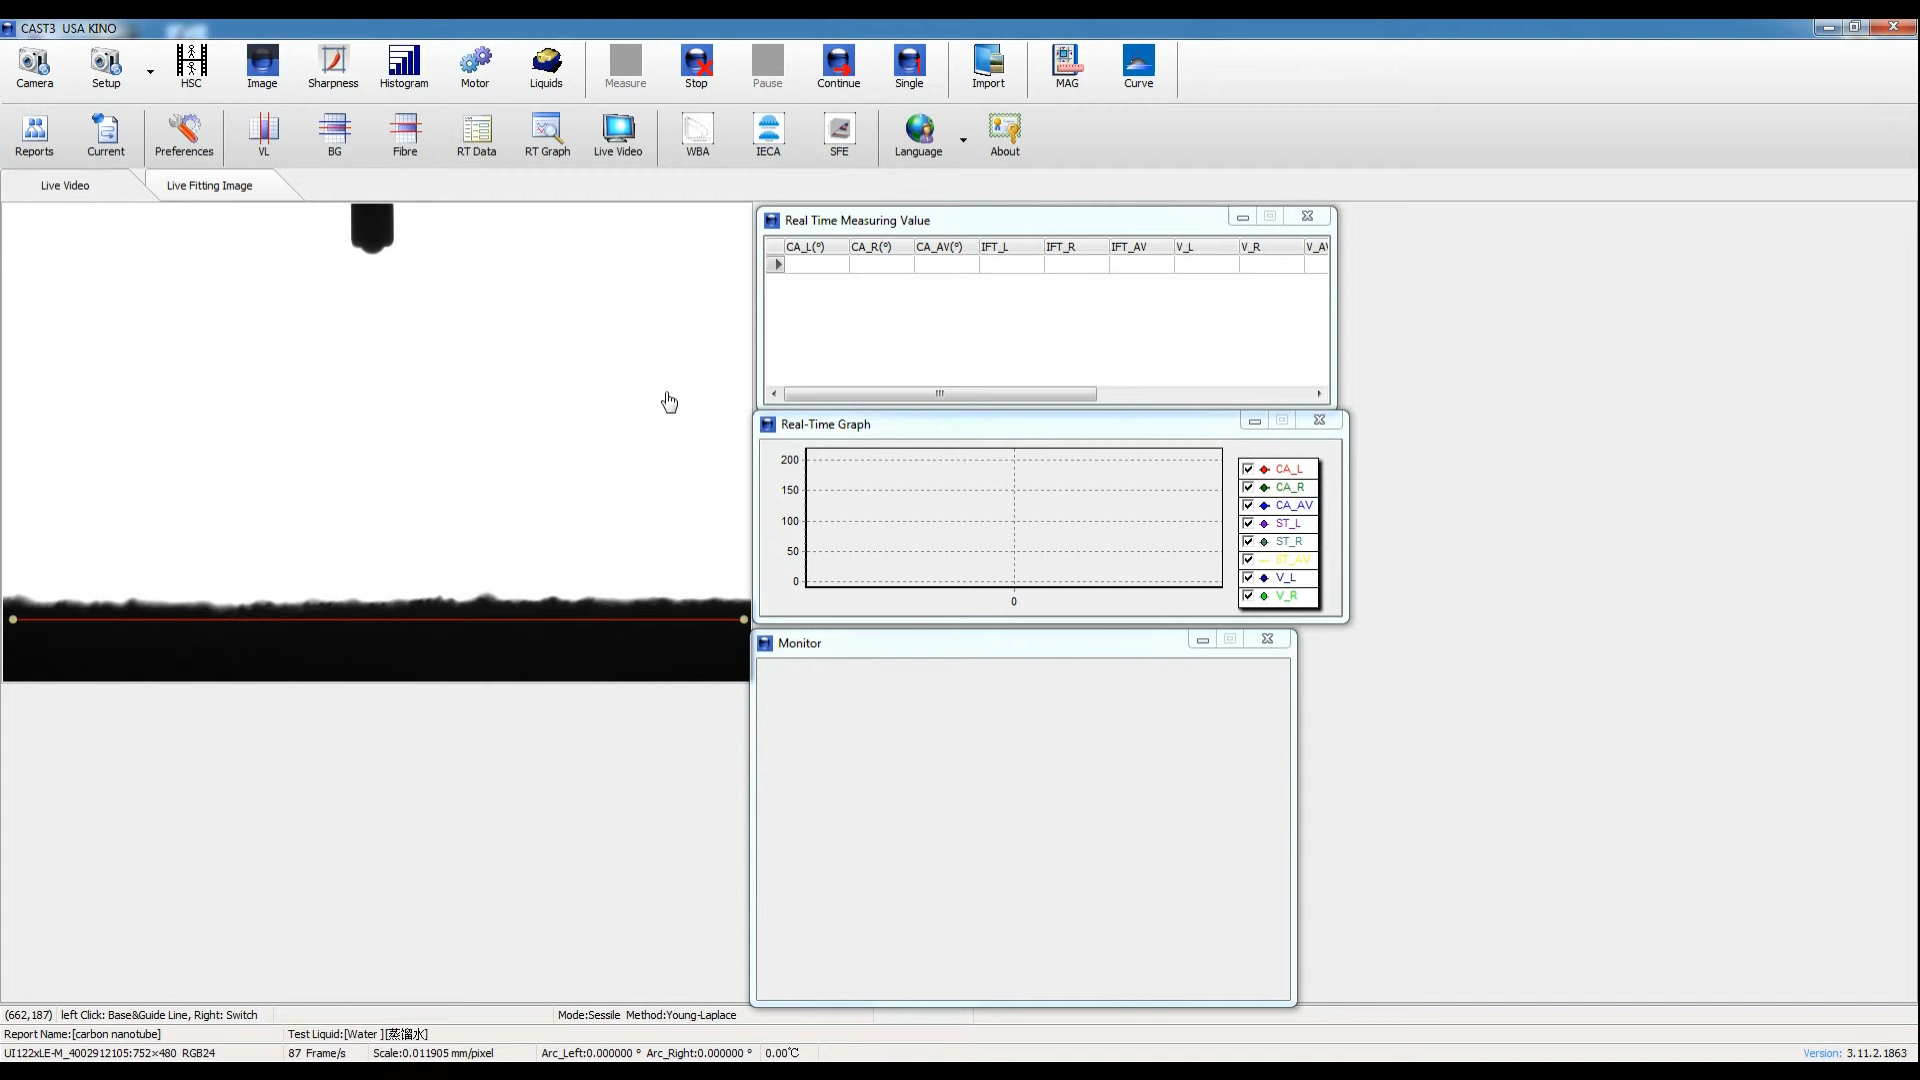 CAST3 USA KINO
Camera Setup HSC Image Sharpness Histogram Motor Liquids Measure Stop Pause Continue Single Import MAG Curve
Reports Current Preferences VL BG Fibre RT Data RT Graph Live Video WBA IECA SFE Language About
Live Video Live Fitting Image
Real Time Measuring Value
CA_L(°) CA_R(°) CA_AV(°) IFT_L IFT_R IFT_AV V_L V_R V_AV
Real-Time Graph
200
150
100
50
0
0
CA_L
CA_R
CA_AV
ST_L
ST_R
ST_AV
V_L
V_R
Monitor
(662,187) left Click: Base&Guide Line, Right: Switch Mode:Sessile Method:Young-Laplace
Report Name:[carbon nanotube] Test Liquid:[Water ][蒸馏水]
UI122xLE-M_4002912105:752×480 RGB24 87 Frame/s Scale:0.011905 mm/pixel Arc_Left:0.000000 ° Arc_Right:0.000000 ° 0.00℃ Version: 3.11.2.1863